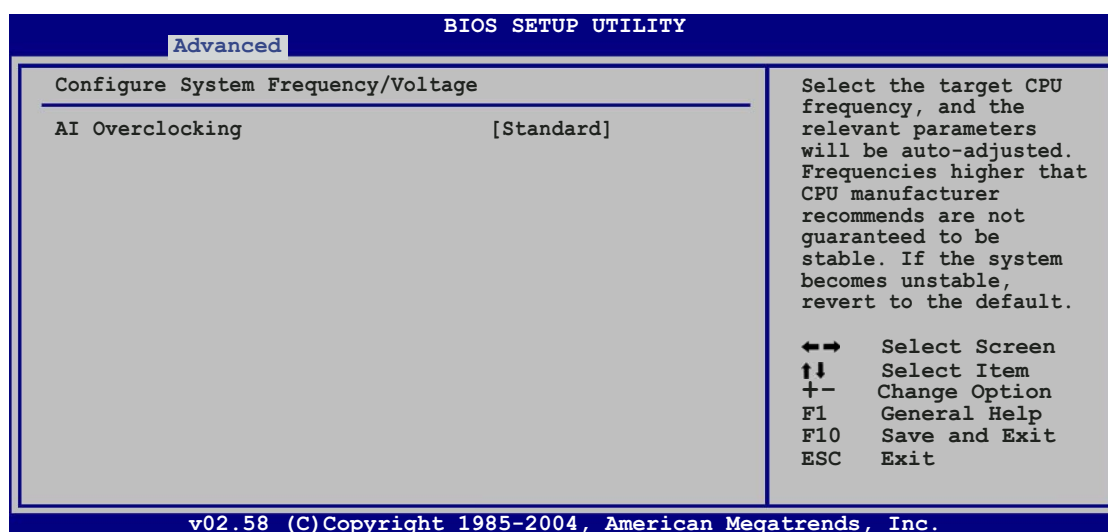 BIOS SETUP UTILITY
Advanced
Configure System Frequency/Voltage
AI Overclocking [Standard]
Select the target CPU
frequency, and the
relevant parameters
will be auto-adjusted.
Frequencies higher that
CPU manufacturer
recommends are not
guaranteed to be
stable. If the system
becomes unstable,
revert to the default.
←→ Select Screen
↑↓ Select Item
+- Change Option
F1 General Help
F10 Save and Exit
ESC Exit
v02.58 (C)Copyright 1985-2004, American Megatrends, Inc.